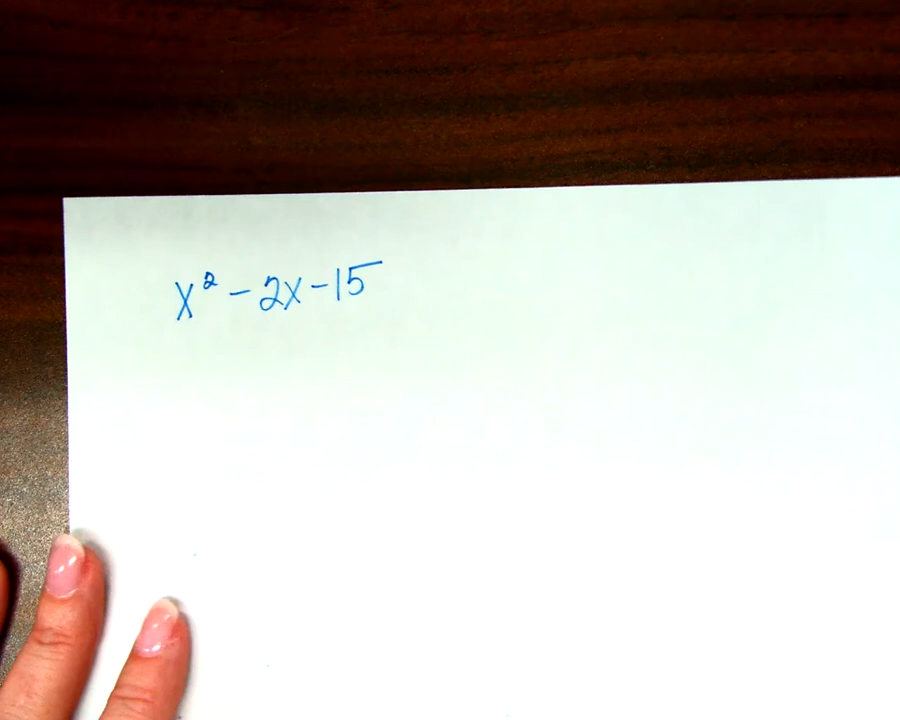 x² - 2x - 15